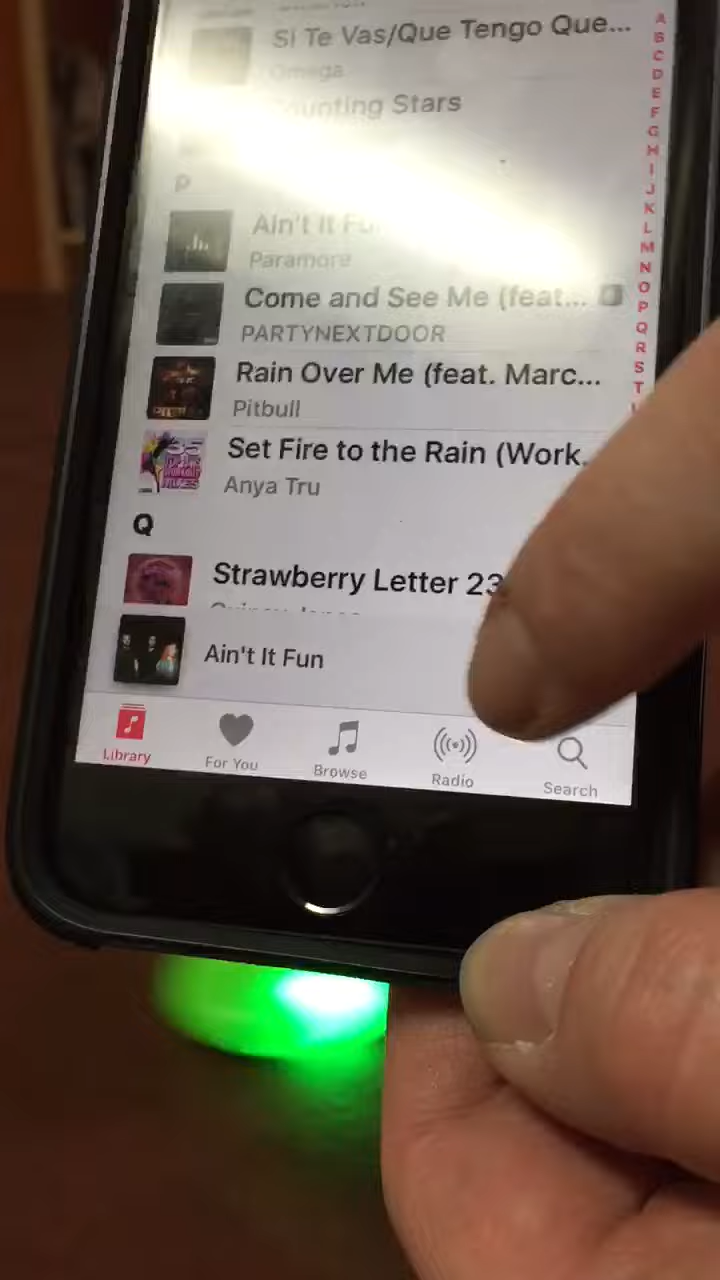 Si Te Vas/Que Tengo Que...
Omega
unting Stars
P
Ain't It Fu
Paramore
Come and See Me (feat...
PARTYNEXTDOOR
Rain Over Me (feat. Marc...
Pitbull
Set Fire to the Rain (Work.
Anya Tru
Q
Strawberry Letter 23
Ain't It Fun
Library
For You
Browse
Radio
Search
A
B
C
D
E
F
G
H
I
J
K
L
M
N
O
P
Q
R
S
T